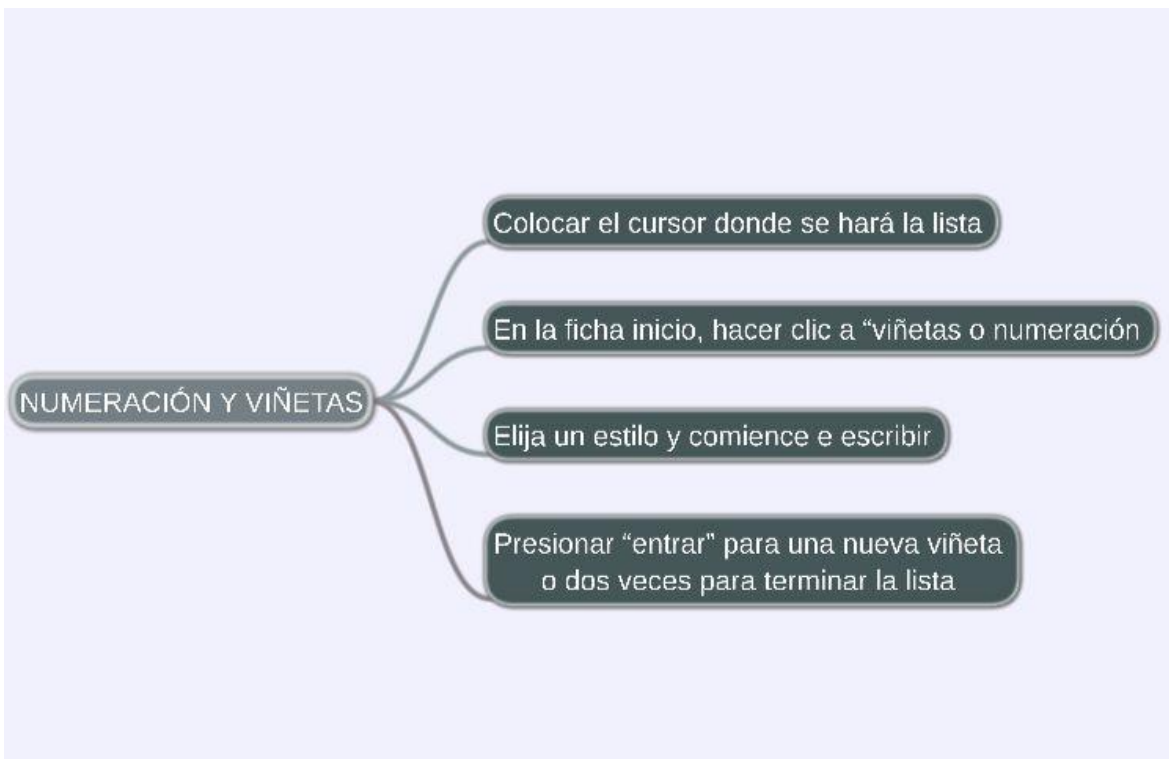 NUMERACIÓN Y VIÑETAS
Colocar el cursor donde se hará la lista
En la ficha inicio, hacer clic a “viñetas o numeración
Elija un estilo y comience e escribir
Presionar “entrar” para una nueva viñeta
o dos veces para terminar la lista